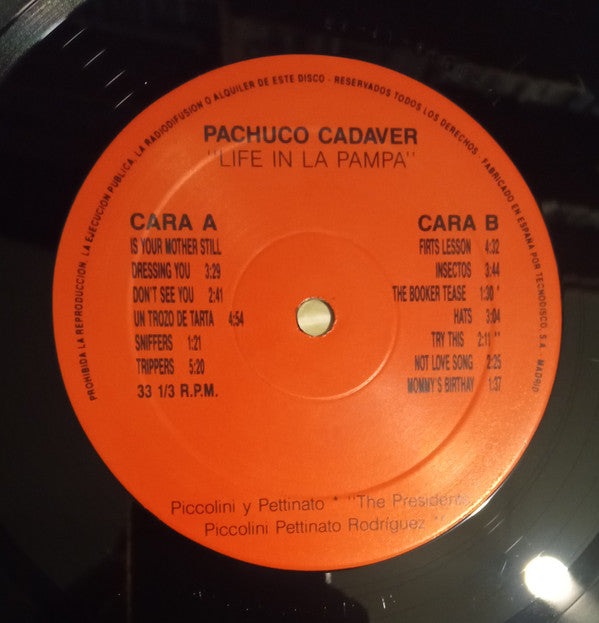 PROHIBIDA LA REPRODUCCION, LA EJECUCION PUBLICA, LA RADIODIFUSION O ALQUILER DE ESTE DISCO - RESERVADOS TODOS LOS DERECHOS. FABRICADO EN ESPAÑA POR TECNODISCO, S.A. MADRID
PACHUCO CADAVER
"LIFE IN LA PAMPA"
CARA A
IS YOUR MOTHER STILL
DRESSING YOU 3:29
DON'T SEE YOU 2:41
UN TROZO DE TARTA 4:54
SNIFFERS 1:21
TRIPPERS 5:20
33 1/3 R.P.M.
CARA B
FIRTS LESSON 4:32
INSECTOS 3:44
THE BOOKER TEASE 1:30 *
HATS 3:04
TRY THIS 2:11 **
NOT LOVE SONG 2:25
MOMMY'S BIRTHAY 1:37
Piccolini y Pettinato * "The Presidents
Piccolini Pettinato Rodríguez "